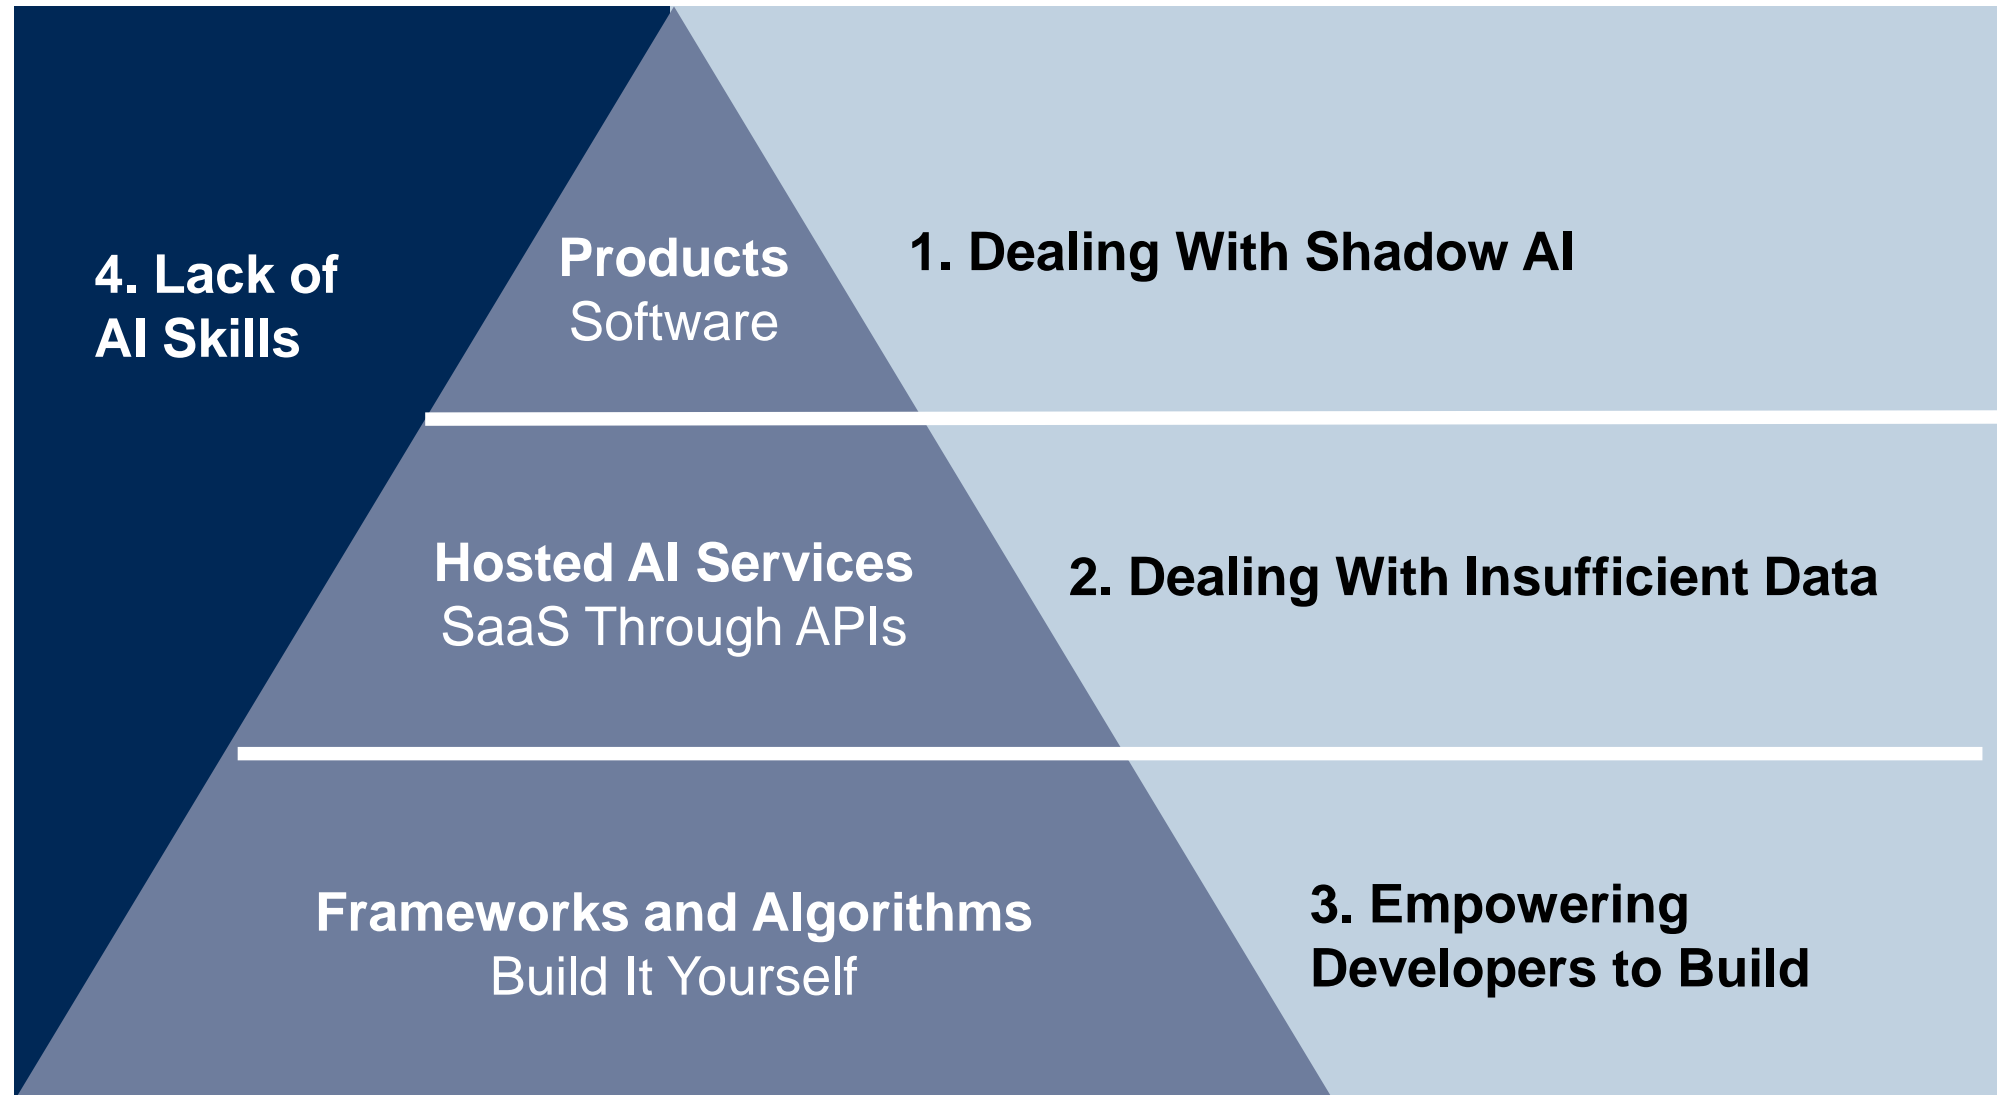 4. Lack of
AI Skills
Products
Software
1. Dealing With Shadow AI
Hosted AI Services
SaaS Through APIs
2. Dealing With Insufficient Data
Frameworks and Algorithms
Build It Yourself
3. Empowering
Developers to Build